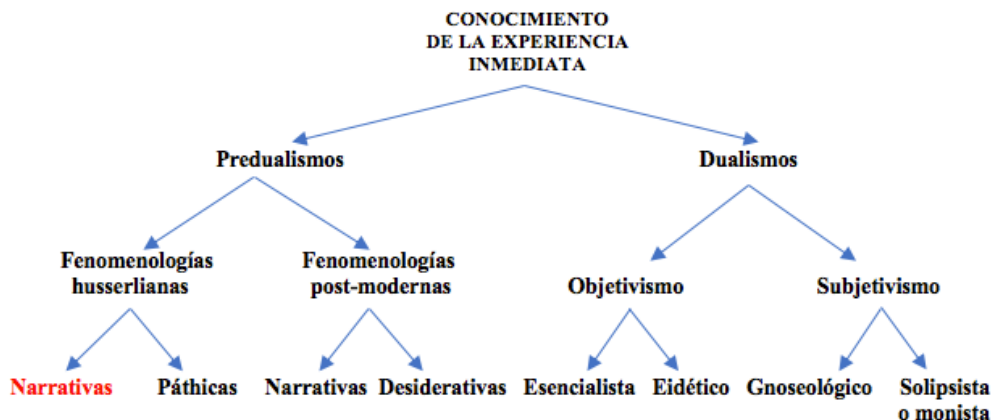 CONOCIMIENTO
DE LA EXPERIENCIA
INMEDIATA
Predualismos
Dualismos
Fenomenologías
husserlianas
Fenomenologías
post-modernas
Objetivismo
Subjetivismo
Narrativas
Páthicas
Narrativas
Desiderativas
Esencialista
Eidético
Gnoseológico
Solipsista
o monista